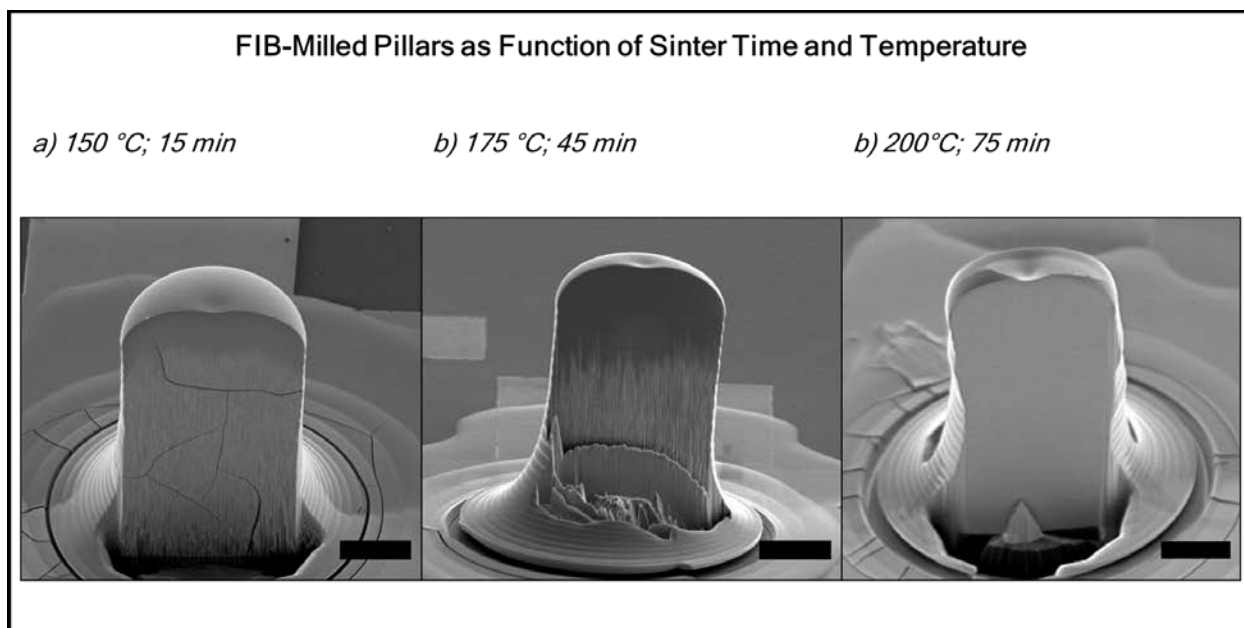 FIB-Milled Pillars as Function of Sinter Time and Temperature
a) 150 °C; 15 min
b) 175 °C; 45 min
b) 200°C; 75 min